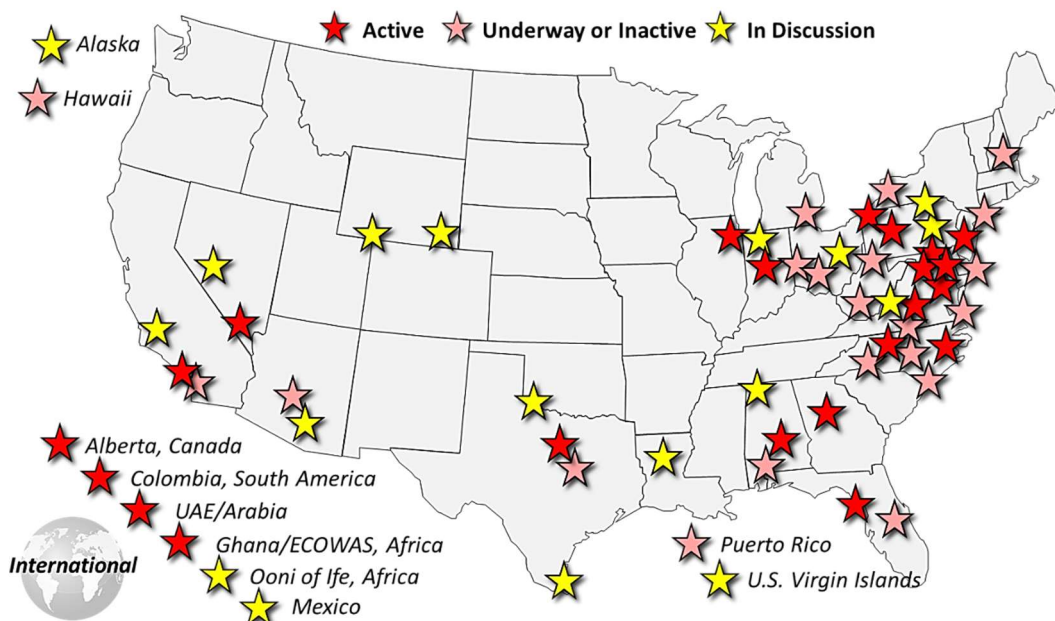 Active
Underway or Inactive
In Discussion
Alaska
Hawaii
Alberta, Canada
Colombia, South America
UAE/Arabia
Ghana/ECOWAS, Africa
Ooni of Ife, Africa
Mexico
International
Puerto Rico
U.S. Virgin Islands